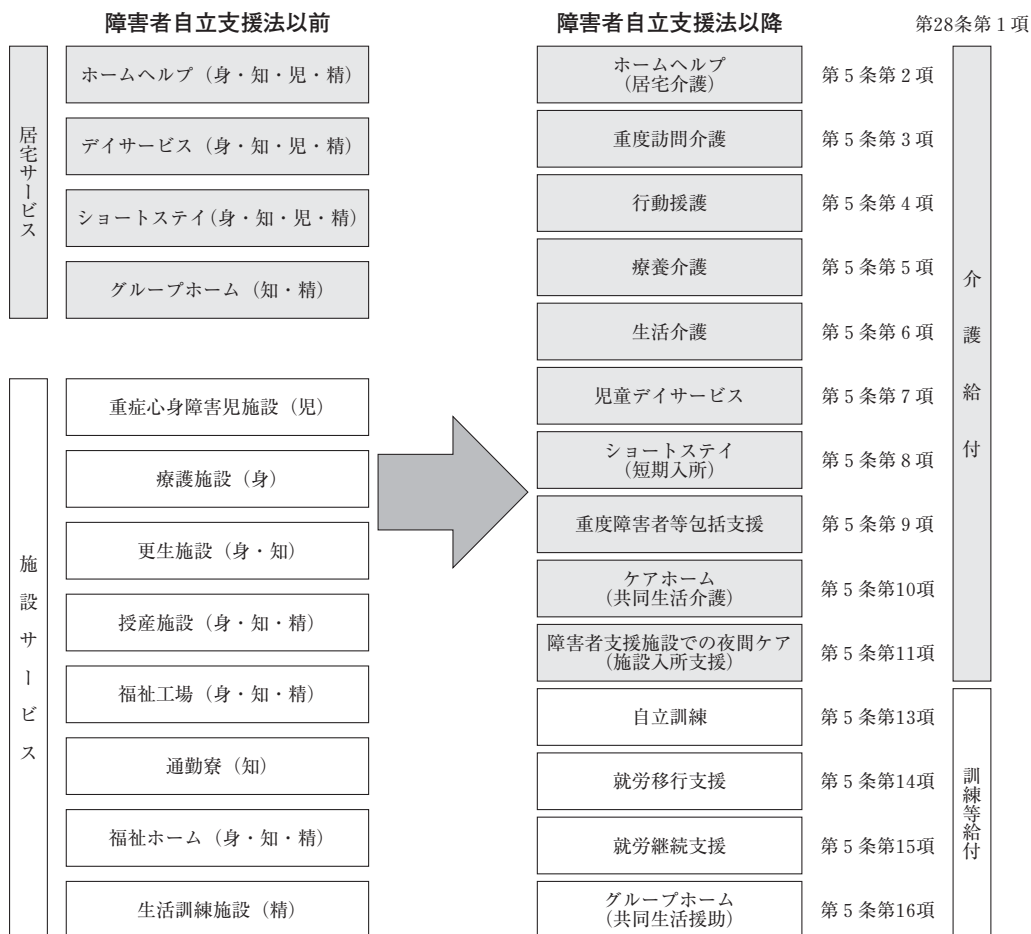 障害者自立支援法以前
居宅サービス
ホームヘルプ（身・知・児・精）
デイサービス（身・知・児・精）
ショートステイ（身・知・児・精）
グループホーム（知・精）
施設サービス
重症心身障害児施設（児）
療護施設（身）
更生施設（身・知）
授産施設（身・知・精）
福祉工場（身・知・精）
通勤寮（知）
福祉ホーム（身・知・精）
生活訓練施設（精）
障害者自立支援法以降
第28条第1項
ホームヘルプ
（居宅介護）
第5条第2項
重度訪問介護
第5条第3項
行動援護
第5条第4項
療養介護
第5条第5項
生活介護
第5条第6項
児童デイサービス
第5条第7項
ショートステイ
（短期入所）
第5条第8項
重度障害者等包括支援
第5条第9項
ケアホーム
（共同生活介護）
第5条第10項
障害者支援施設での夜間ケア
（施設入所支援）
第5条第11項
介護給付
自立訓練
第5条第13項
就労移行支援
第5条第14項
就労継続支援
第5条第15項
グループホーム
（共同生活援助）
第5条第16項
訓練等給付